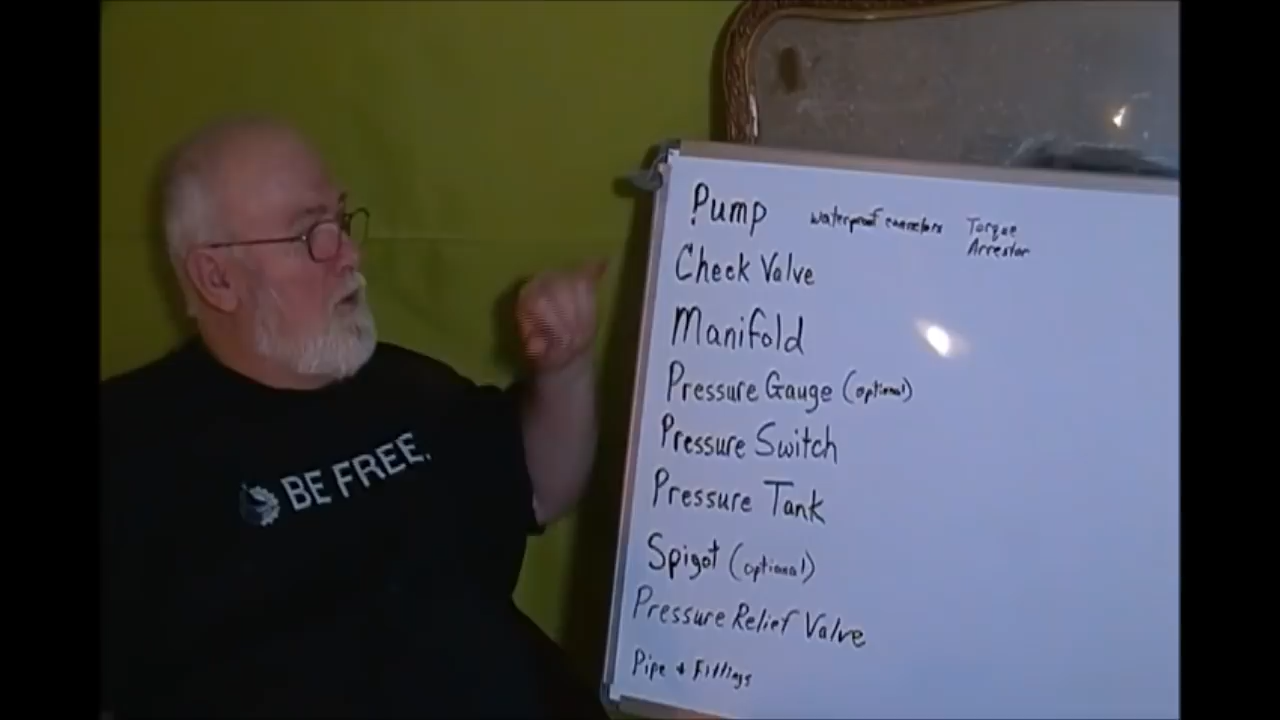 BE FREE.
Pump waterproof connectors Torque Arrestor
Check Valve
Manifold
Pressure Gauge (optional)
Pressure Switch
Pressure Tank
Spigot (optional)
Pressure Relief Valve
Pipe + Fittings